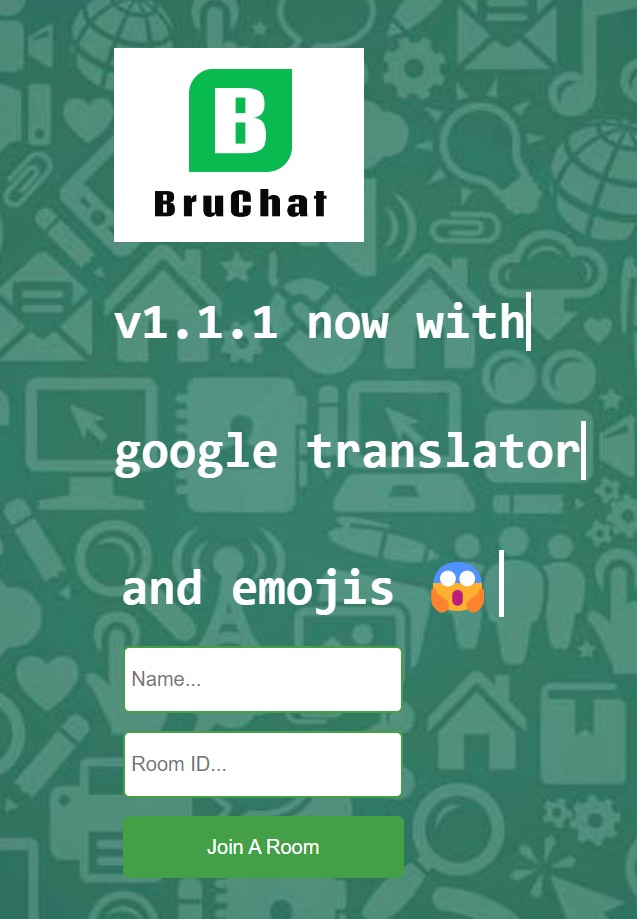 B
BruChat
v1.1.1 now with
google translator
and emojis 😱
Name...
Room ID...
Join A Room